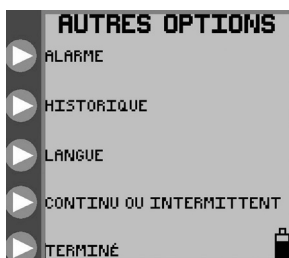 AUTRES OPTIONS
ALARME
HISTORIQUE
LANGUE
CONTINU OU INTERMITTENT
TERMINÉ